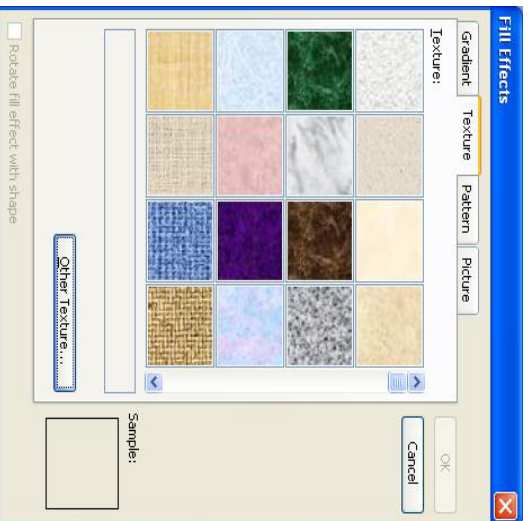 Fill Effects
Gradient
Texture
Pattern
Picture
Texture:
OK
Cancel
Sample:
Other Texture...
Rotate fill effect with shape